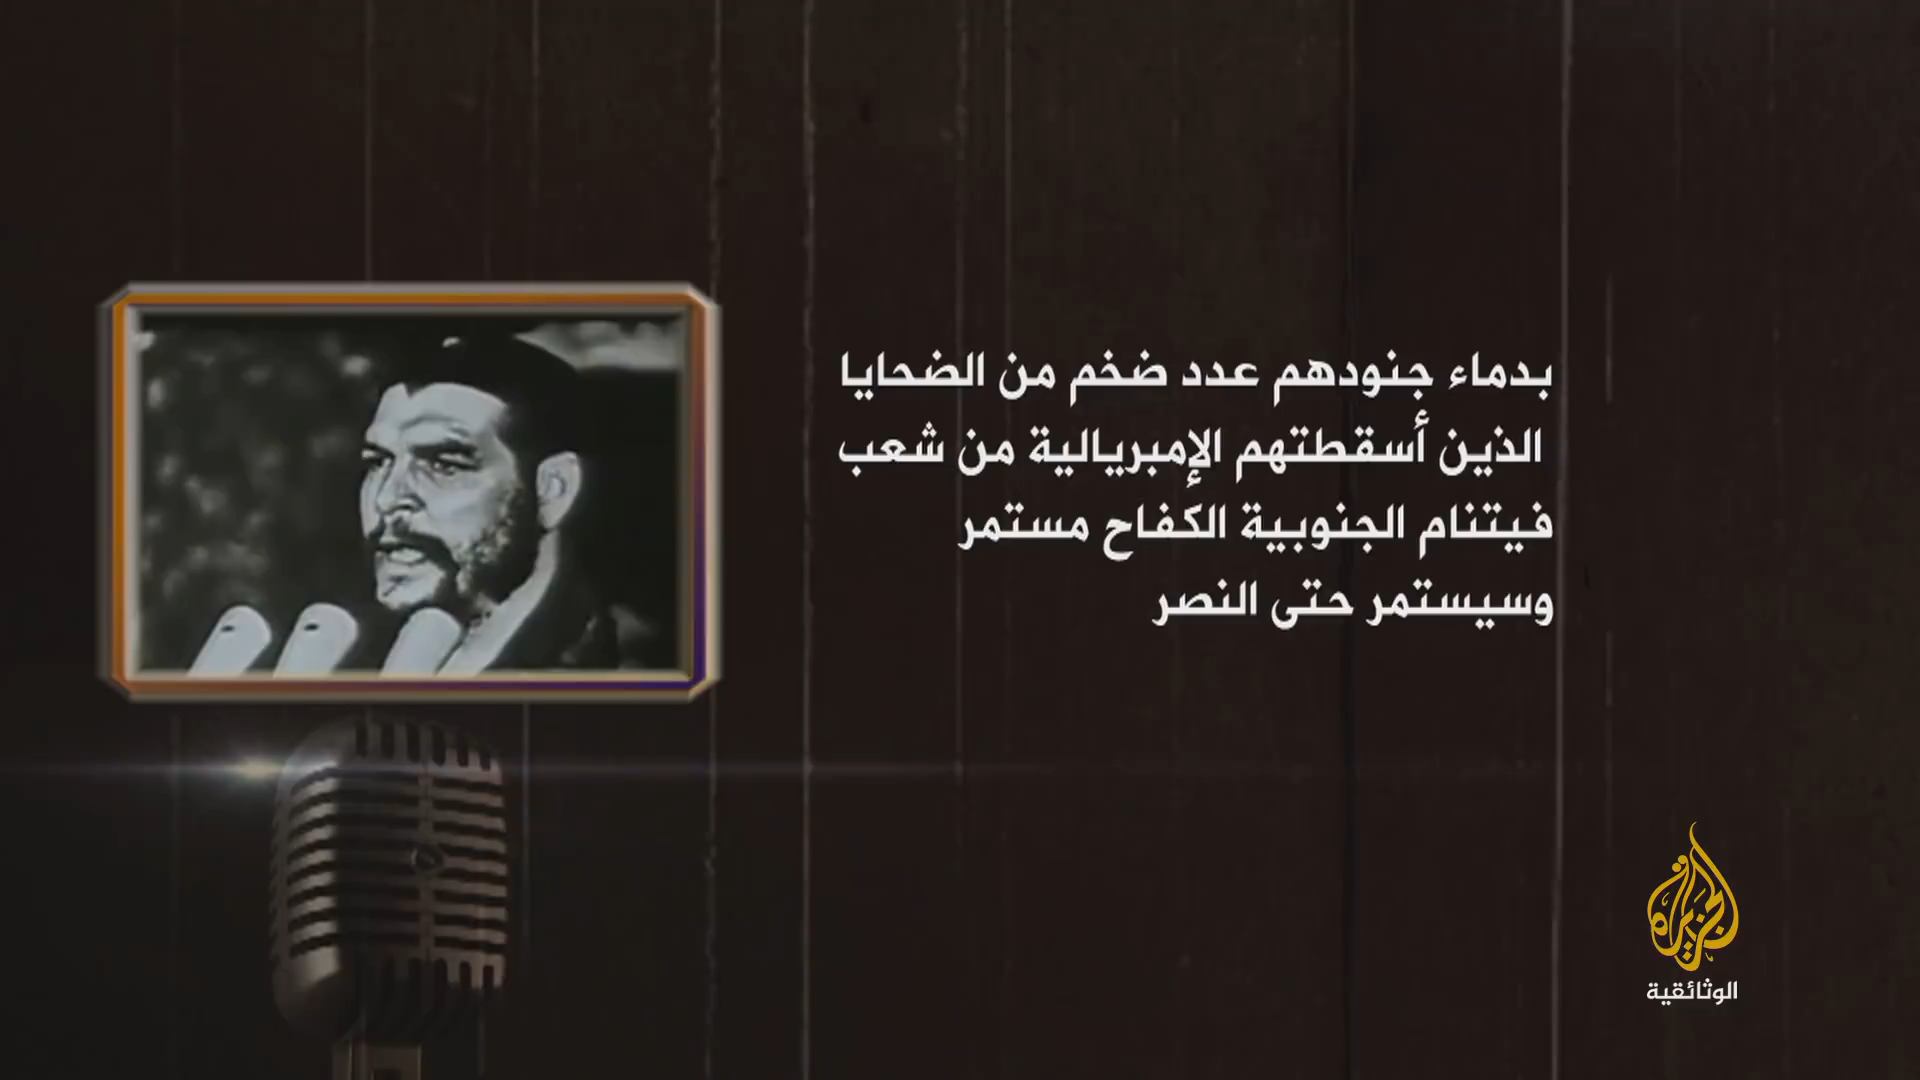 بدماء جنودهم عدد ضخم من الضحايا
الذين أسقطتهم الإمبريالية من شعب
فيتنام الجنوبية الكفاح مستمر
وسيستمر حتى النصر
الجزيرة
الوثائقية